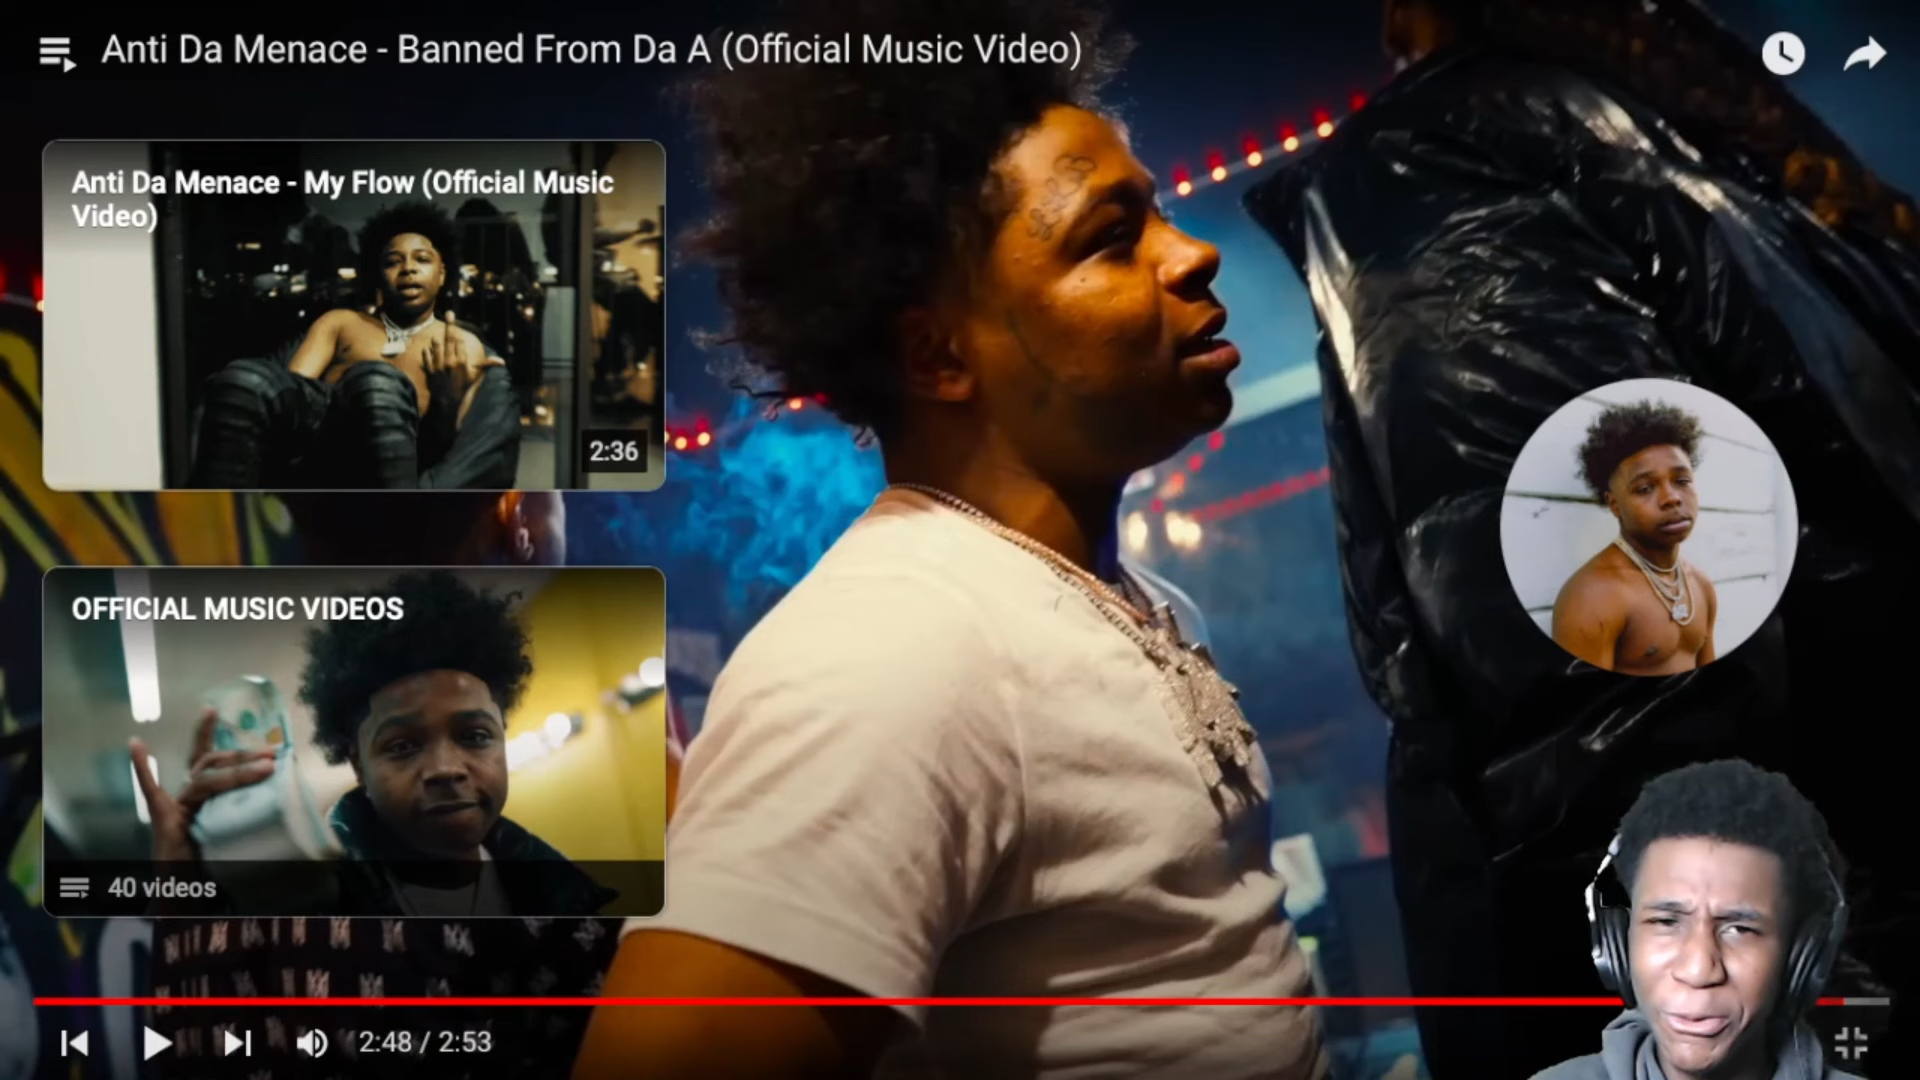 Anti Da Menace - Banned From Da A (Official Music Video)
Anti Da Menace - My Flow (Official Music
Video)
2:36
OFFICIAL MUSIC VIDEOS
40 videos
2:48 / 2:53